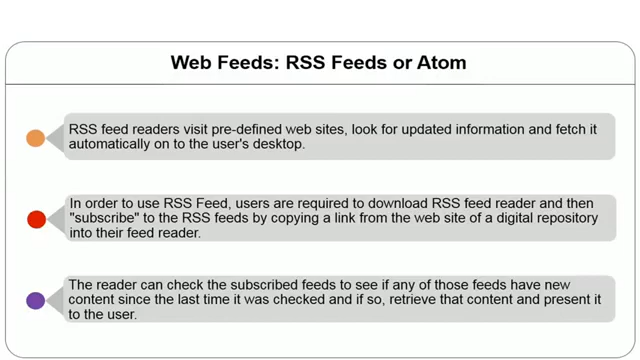 Web Feeds: RSS Feeds or Atom
RSS feed readers visit pre-defined web sites, look for updated information and fetch it
automatically on to the user's desktop.
In order to use RSS Feed, users are required to download RSS feed reader and then
"subscribe" to the RSS feeds by copying a link from the web site of a digital repository
into their feed reader.
The reader can check the subscribed feeds to see if any of those feeds have new
content since the last time it was checked and if so, retrieve that content and present it
to the user.